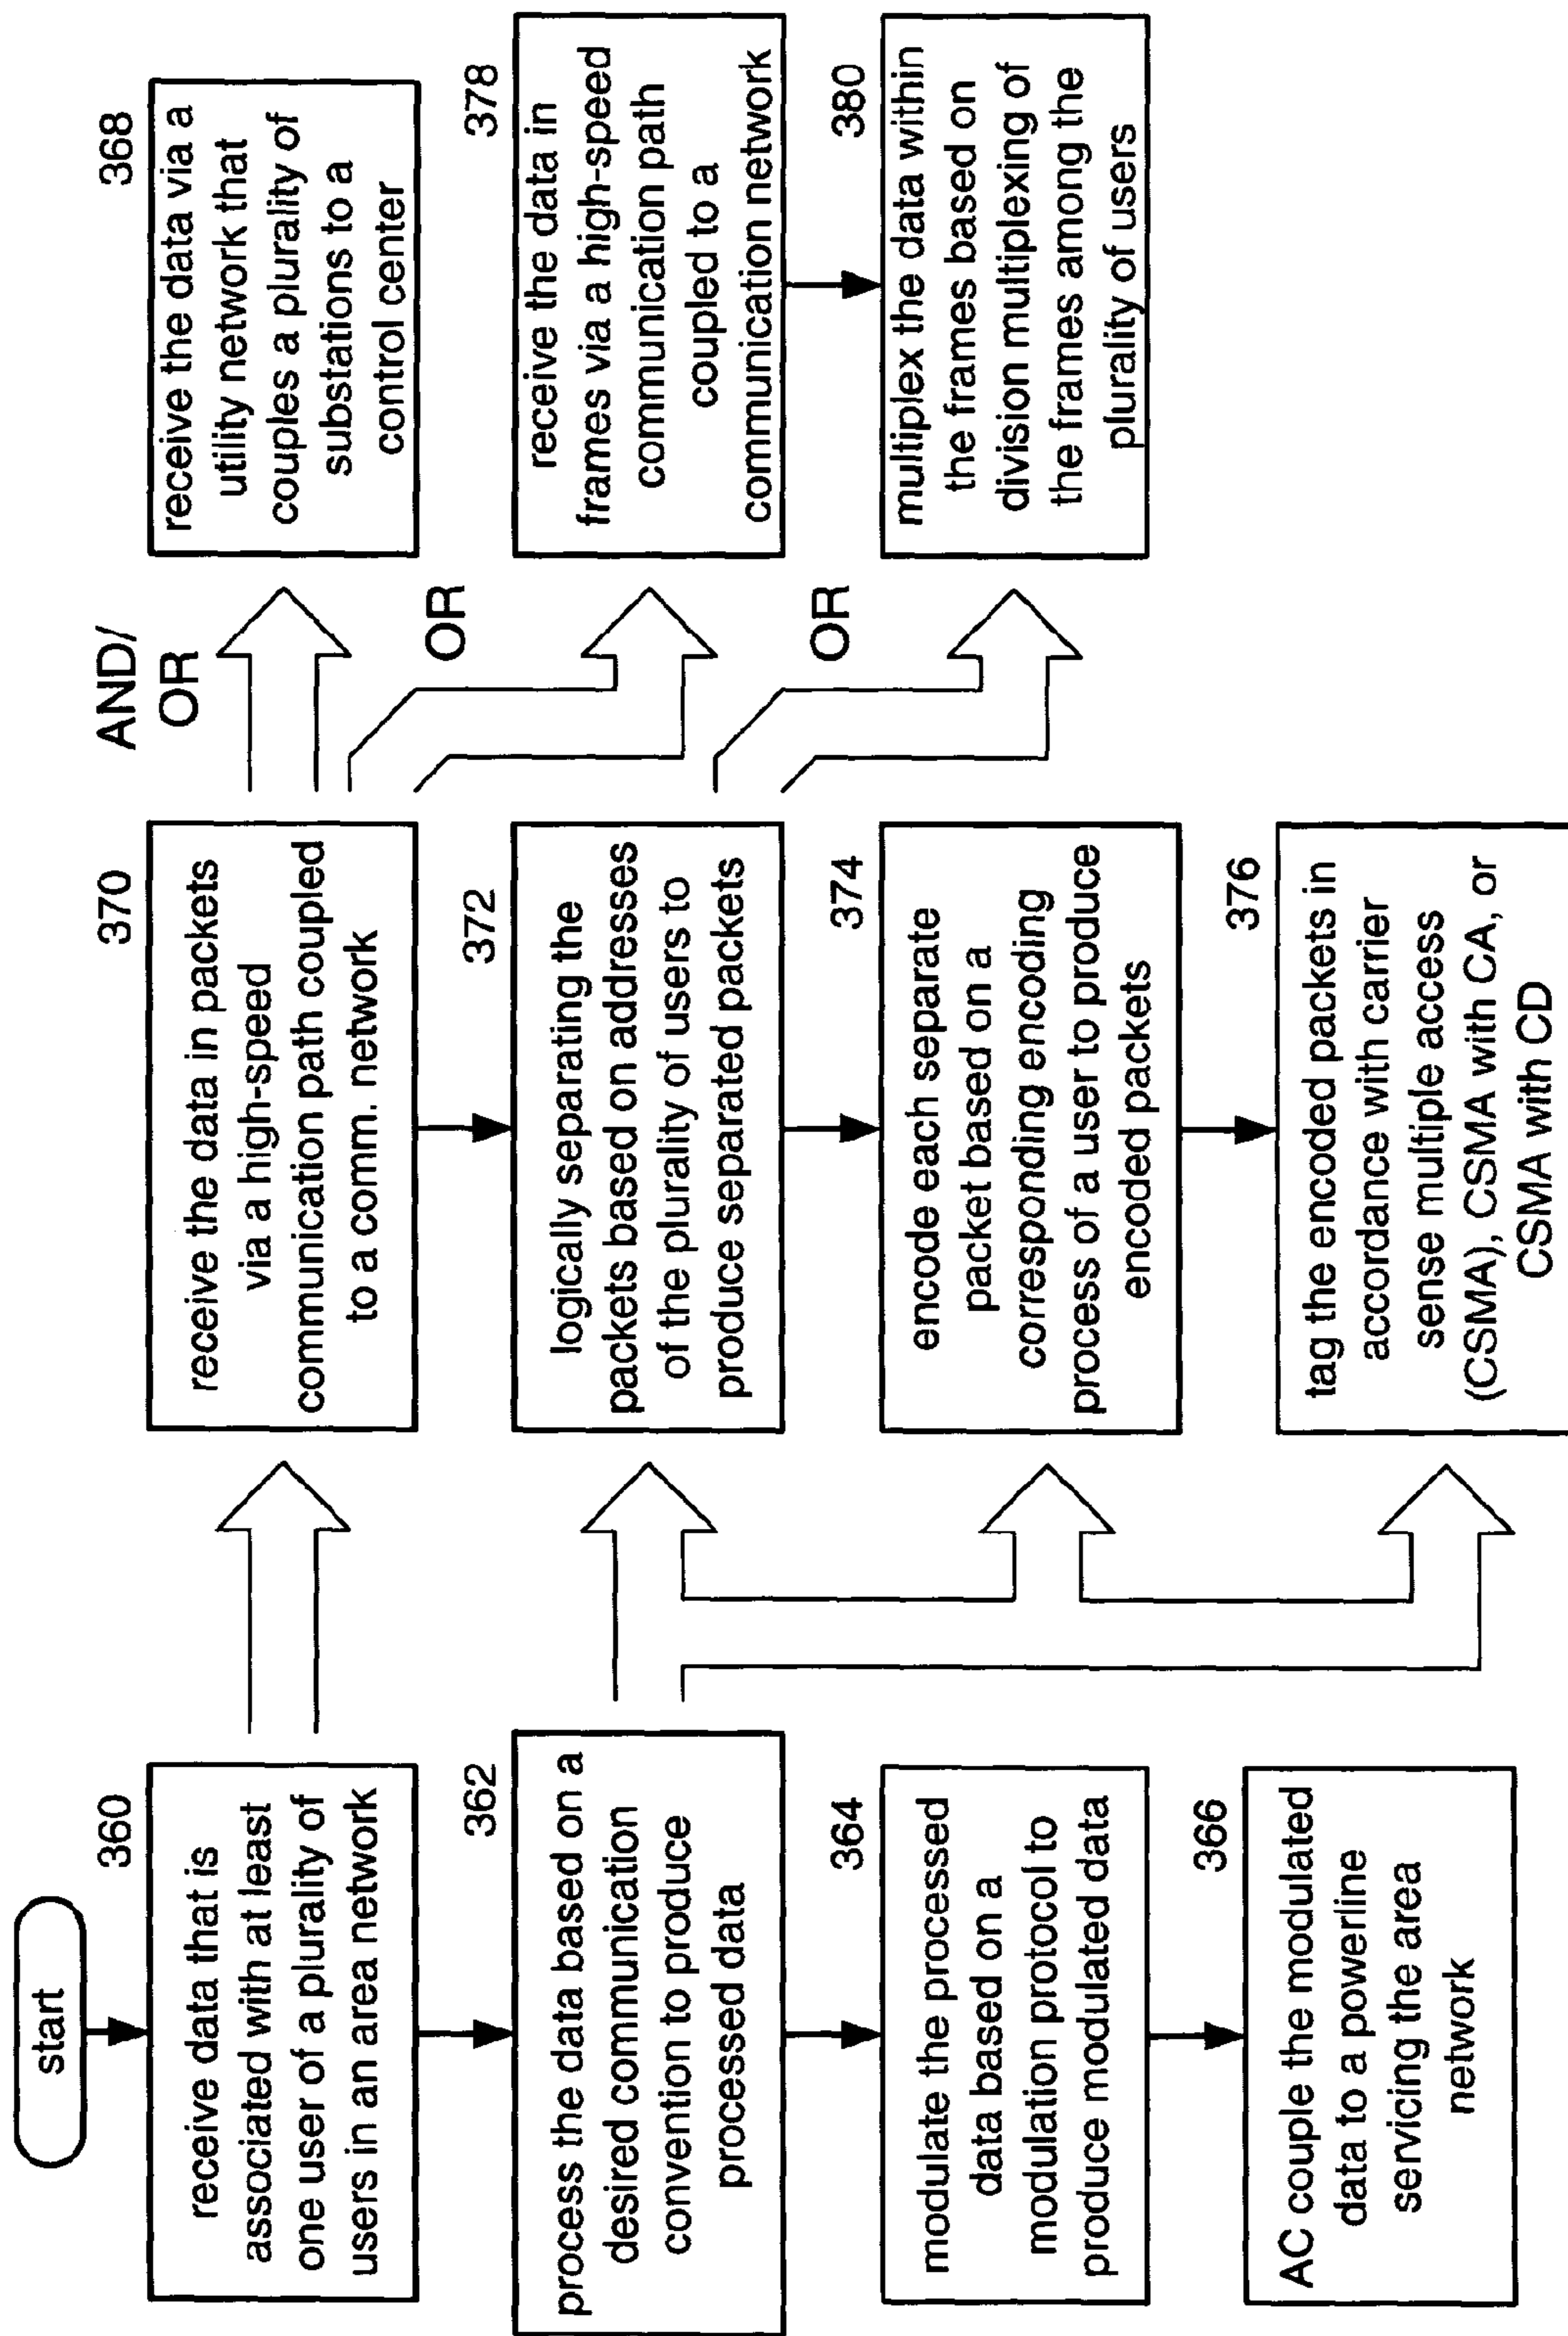 start
360
receive data that is
associated with at least
one user of a plurality of
users in an area network
362
process the data based on a
desired communication
convention to produce
processed data
364
modulate the processed
data based on a
modulation protocol to
produce modulated data
366
AC couple the modulated
data to a powerline
servicing the area
network
370
receive the data in packets
via a high-speed
communication path coupled
to a comm. network
372
logically separating the
packets based on addresses
of the plurality of users to
produce separated packets
374
encode each separate
packet based on a
corresponding encoding
process of a user to produce
encoded packets
376
tag the encoded packets in
accordance with carrier
sense multiple access
(CSMA), CSMA with CA, or
CSMA with CD
AND/
OR
OR
OR
368
receive the data via a
utility network that
couples a plurality of
substations to a
control center
378
receive the data in
frames via a high-speed
communication path
coupled to a
communication network
380
multiplex the data within
the frames based on
division multiplexing of
the frames among the
plurality of users